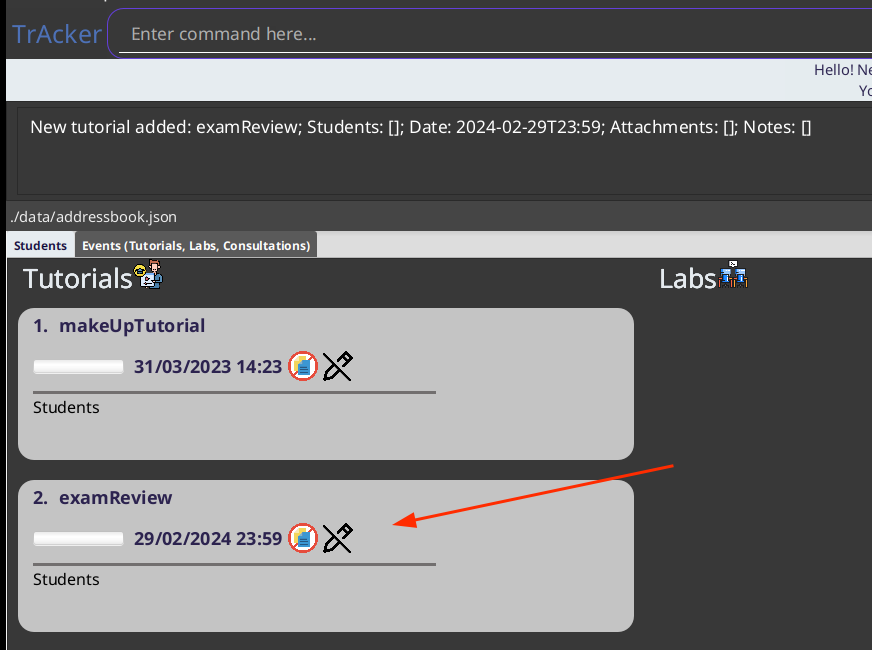 TrAcker
Enter command here...
Hello! Ne
Yo
New tutorial added: examReview; Students: []; Date: 2024-02-29T23:59; Attachments: []; Notes: []
./data/addressbook.json
Students
Events (Tutorials, Labs, Consultations)
Tutorials
Labs
1. makeUpTutorial
31/03/2023 14:23
Students
2. examReview
29/02/2024 23:59
Students